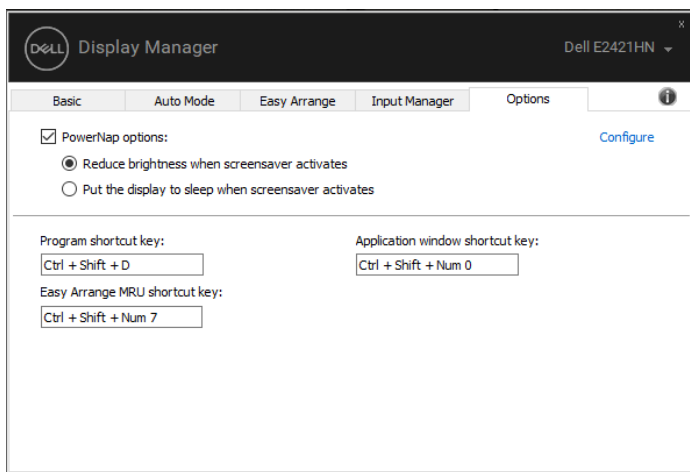 x
DELL Display Manager Dell E2421HN
Basic Auto Mode Easy Arrange Input Manager Options i
PowerNap options: Configure
Reduce brightness when screensaver activates
Put the display to sleep when screensaver activates
Program shortcut key: Application window shortcut key:
Ctrl + Shift + D Ctrl + Shift + Num 0
Easy Arrange MRU shortcut key:
Ctrl + Shift + Num 7